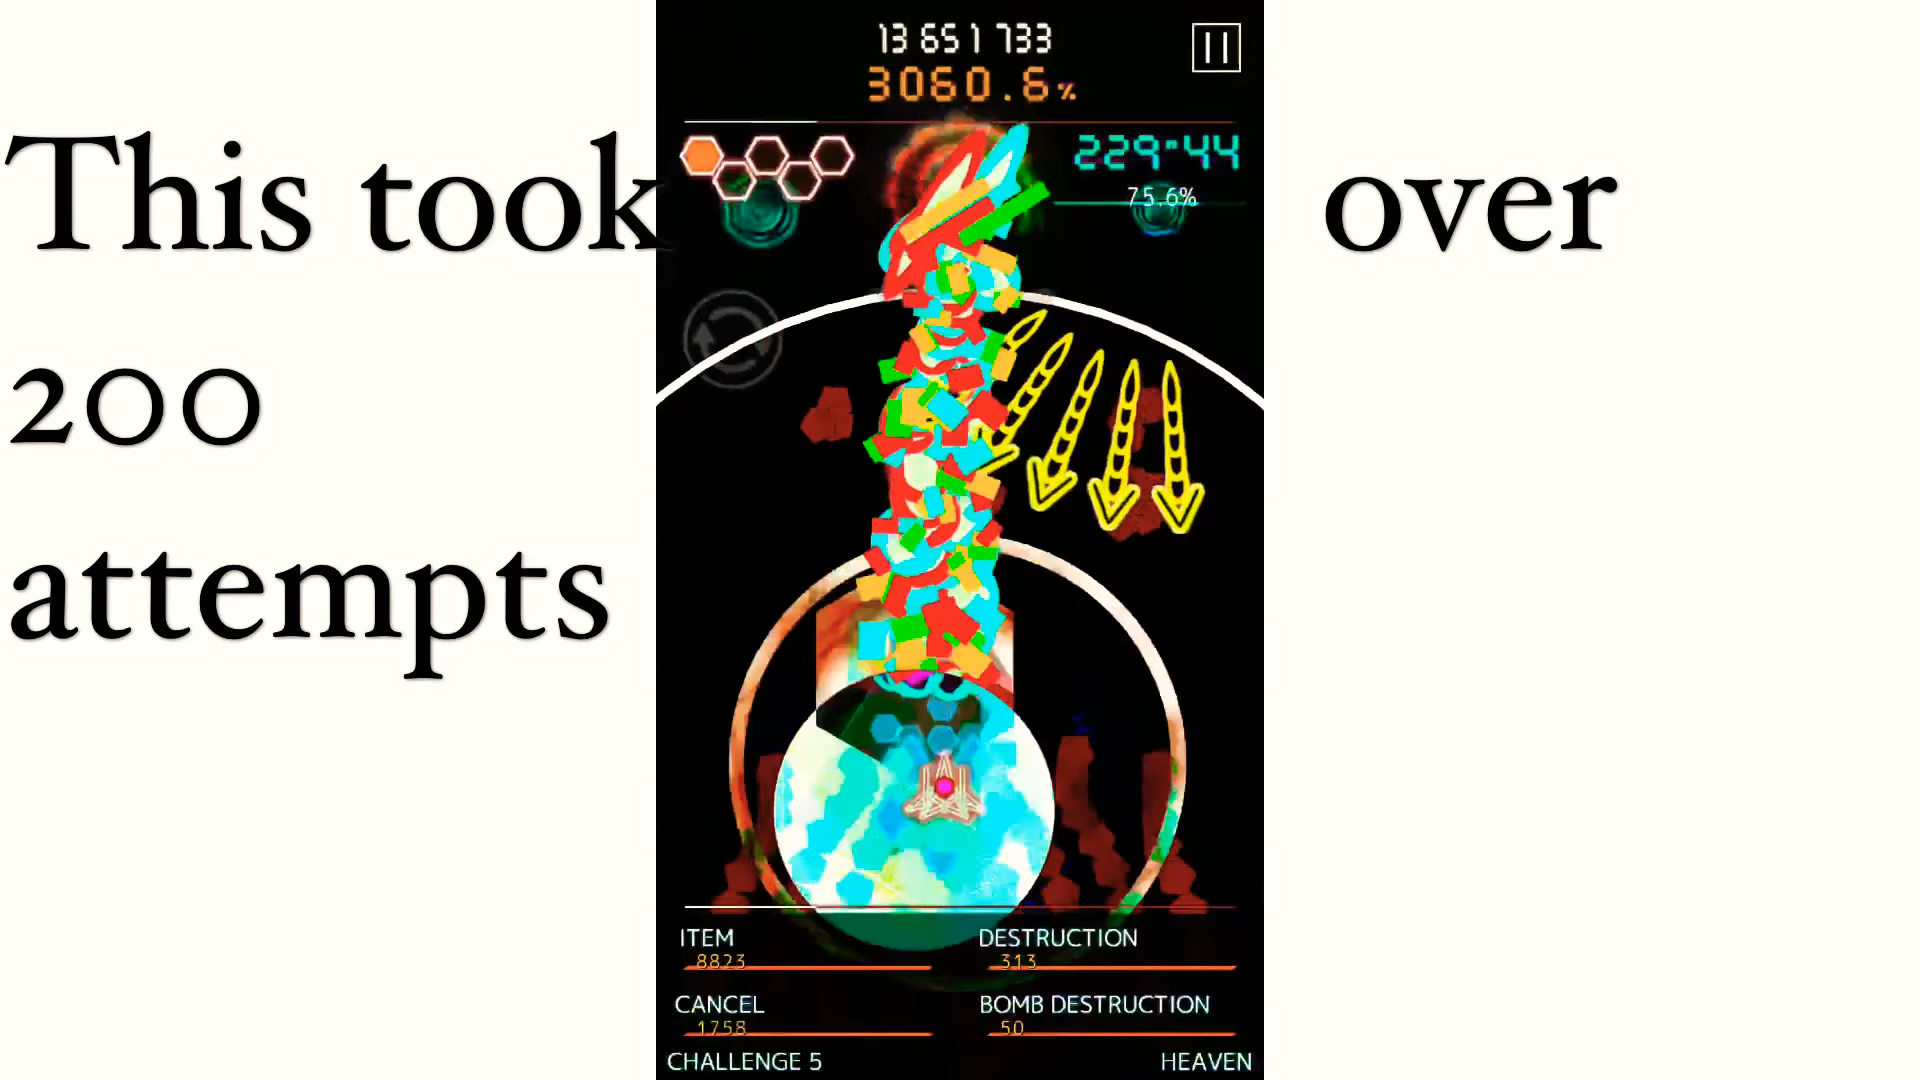 13 651 733
3060.6%
229"44
75.6%
This took over
200
attempts
ITEM DESTRUCTION
8823 313
CANCEL BOMB DESTRUCTION
1758 50
CHALLENGE 5 HEAVEN